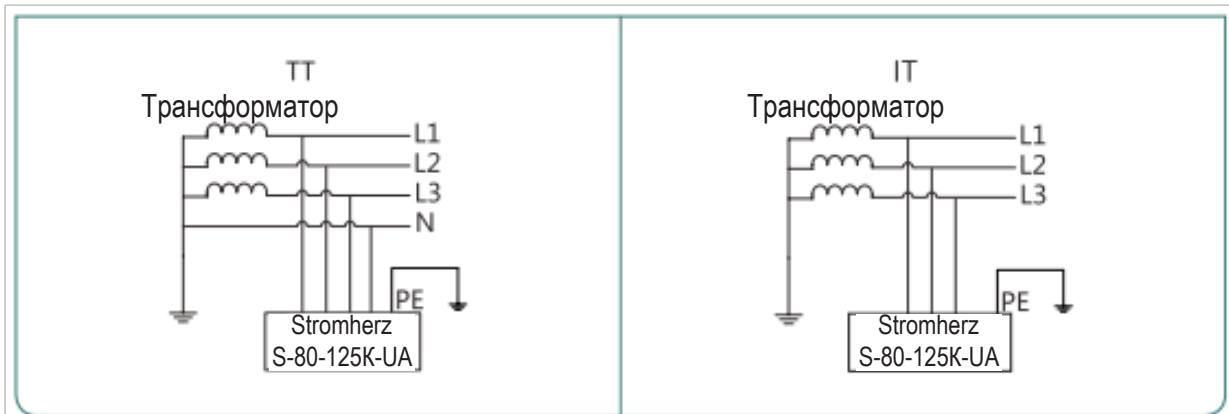 TT
Трансформатор
L1
L2
L3
N
PE
Stromherz
S-80-125K-UA
IT
Трансформатор
L1
L2
L3
PE
Stromherz
S-80-125K-UA